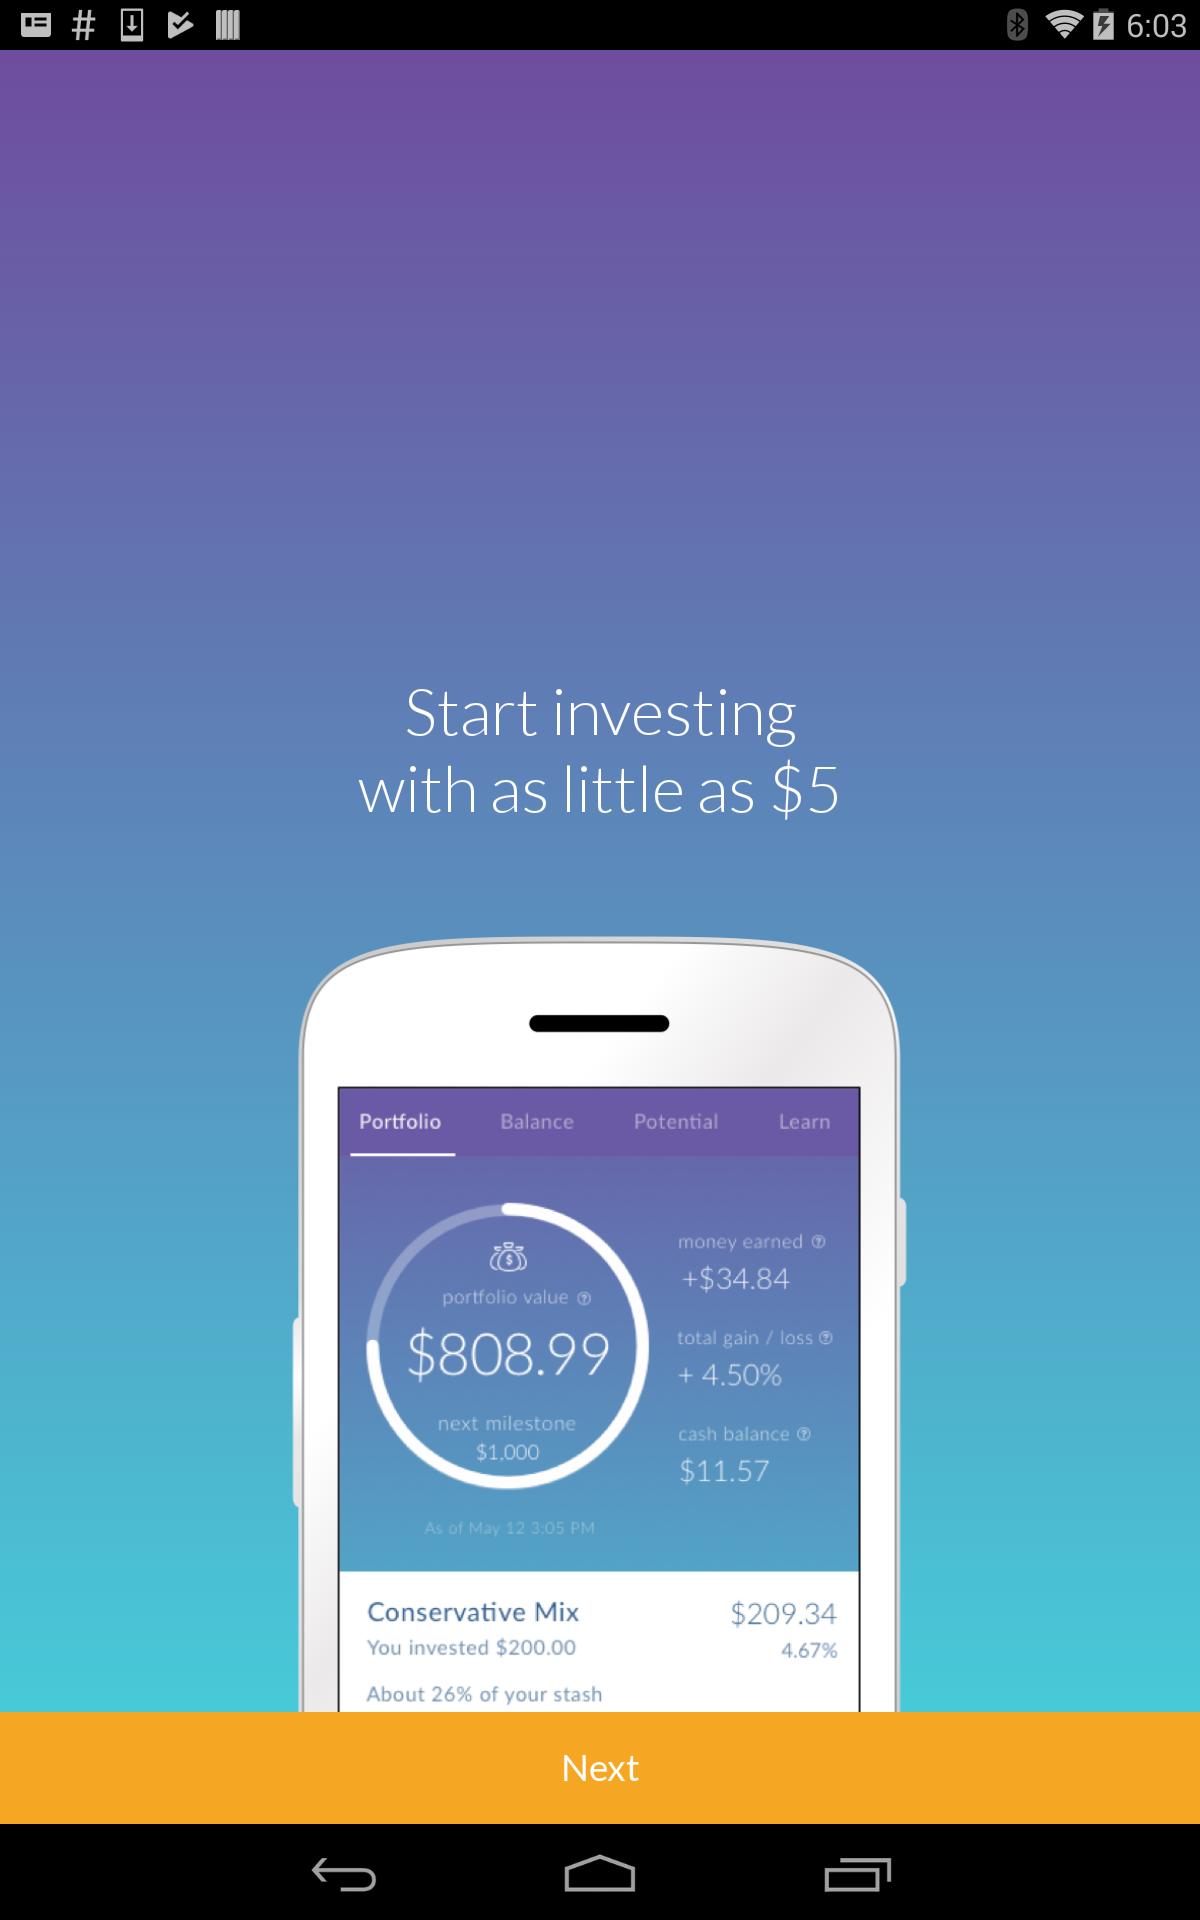 6:03
Start investing
with as little as $5
Portfolio Balance Potential Learn
portfolio value
$808.99
next milestone
$1,000
As of May 12 3:05 PM
money earned
+$34.84
total gain / loss
+ 4.50%
cash balance
$11.57
Conservative Mix $209.34
You invested $200.00 4.67%
About 26% of your stash
Next